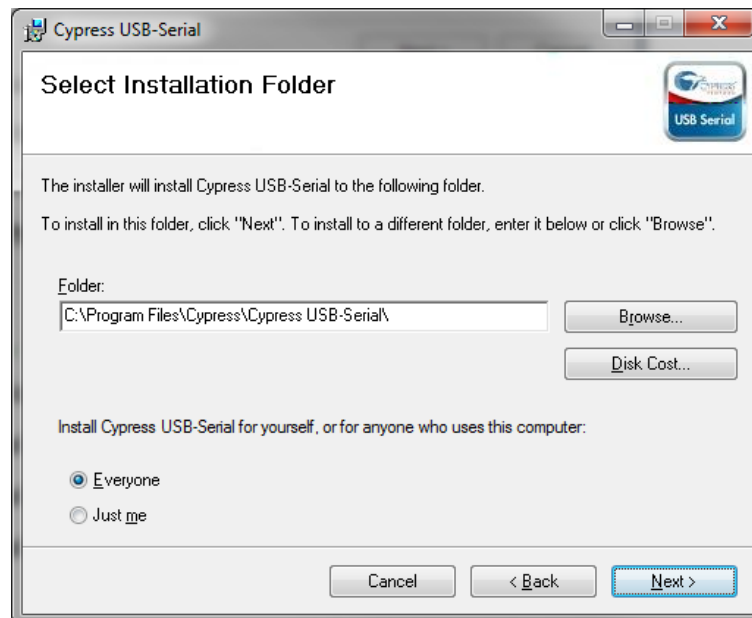 Cypress USB-Serial
Select Installation Folder
CYPRESS
USB Serial
The installer will install Cypress USB-Serial to the following folder.
To install in this folder, click "Next". To install to a different folder, enter it below or click "Browse".
Folder:
C:\Program Files\Cypress\Cypress USB-Serial\
Browse...
Disk Cost...
Install Cypress USB-Serial for yourself, or for anyone who uses this computer:
Everyone
Just me
Cancel
< Back
Next >